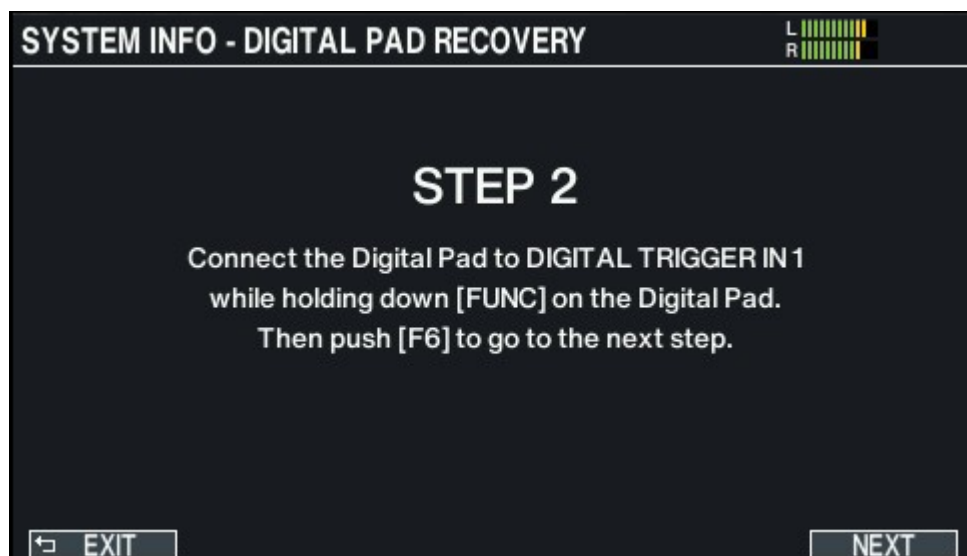 SYSTEM INFO - DIGITAL PAD RECOVERY
L
R
STEP 2
Connect the Digital Pad to DIGITAL TRIGGER IN 1
while holding down [FUNC] on the Digital Pad.
Then push [F6] to go to the next step.
EXIT
NEXT